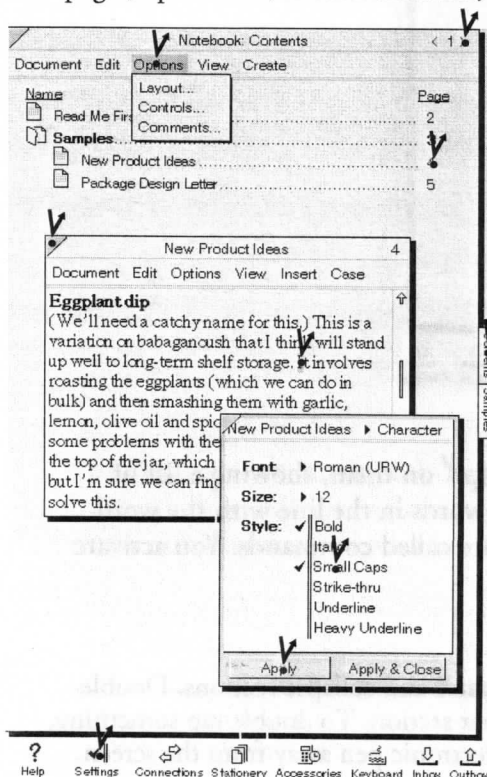 Notebook: Contents < 1 >
Document Edit Options View Create
Layout...
Controls...
Comments...
Name Page
Read Me Firs
2
Samples
New Product Ideas
Package Design Letter 5
New Product Ideas 4
Document Edit Options View Insert Case
Eggplant dip
(We'll need a catchy name for this.) This is a
variation on babaganoush that I think will stand
up well to long-term shelf storage. It involves
roasting the eggplants (which we can do in
bulk) and then smashing them with garlic,
lemon, olive oil and spic
some problems with the
the top of the jar, which
but I'm sure we can find
solve this.
New Product Ideas Character
Font: Roman (URW)
Size: 12
Style: Bold
Italic
Small Caps
Strike-thru
Underline
Heavy Underline
Apply Apply & Close
Samples
? Help Settings Connections Stationery Accessories Keyboard Inbox Outbo